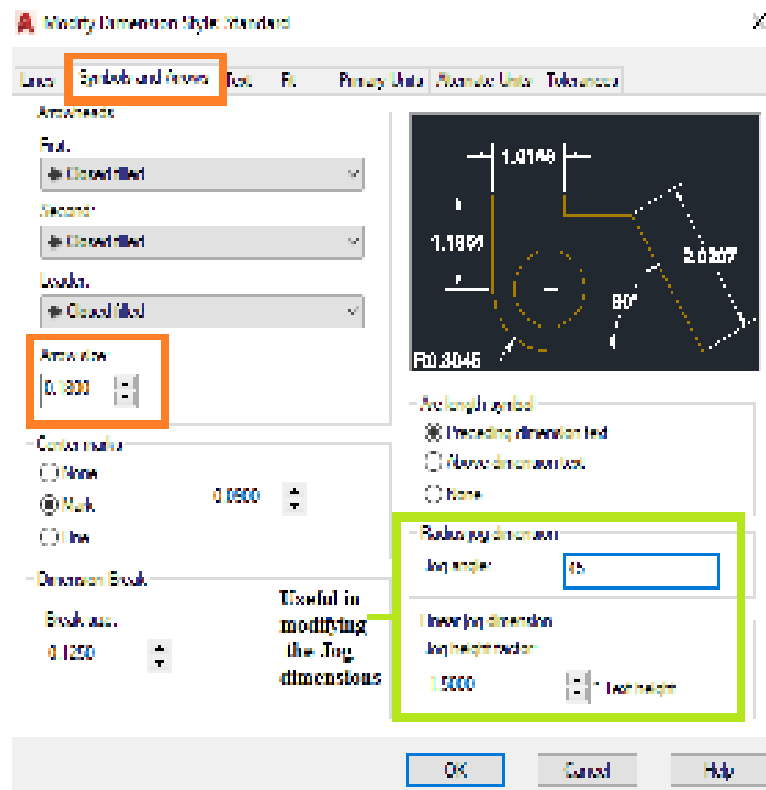 Modify Dimension Style: Standard
Lines Symbols and Arrows Text Fit Primary Units Alternate Units Tolerances
Arrowheads
First:
Closed filled
Second:
Closed filled
Leader:
Closed filled
Arrow size:
0.1800
Center marks
None
Mark
Line
0.0900
Dimension Break
Break size:
0.1250
Useful in
modifying
the Jog
dimensions
1.0159
1.1955
2.0207
60°
R0.8045
Arc length symbol
Preceding dimension text
Above dimension text
None
Radius jog dimension
Jog angle: 45
Linear jog dimension
Jog height factor:
1.5000
* Text height
OK Cancel Help